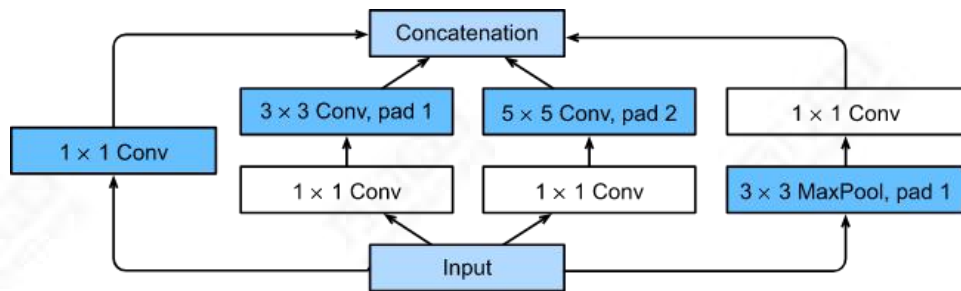 Concatenation
3 × 3 Conv, pad 1
5 × 5 Conv, pad 2
1 × 1 Conv
1 × 1 Conv
1 × 1 Conv
1 × 1 Conv
3 × 3 MaxPool, pad 1
Input